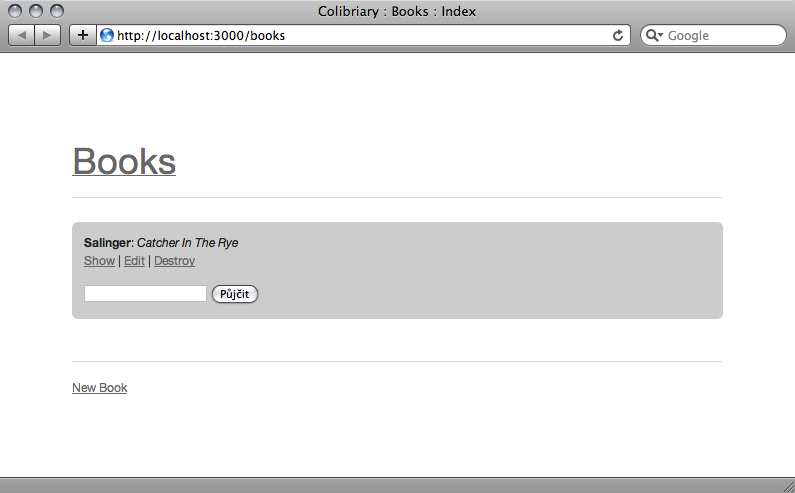 Colibriary : Books : Index
http://localhost:3000/books
Google
Books
Salinger: Catcher In The Rye
Show | Edit | Destroy
Půjčit
New Book